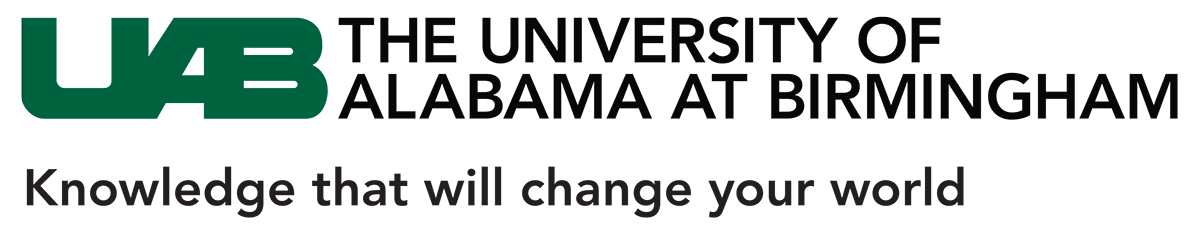 UAB THE UNIVERSITY OF
ALABAMA AT BIRMINGHAM
Knowledge that will change your world